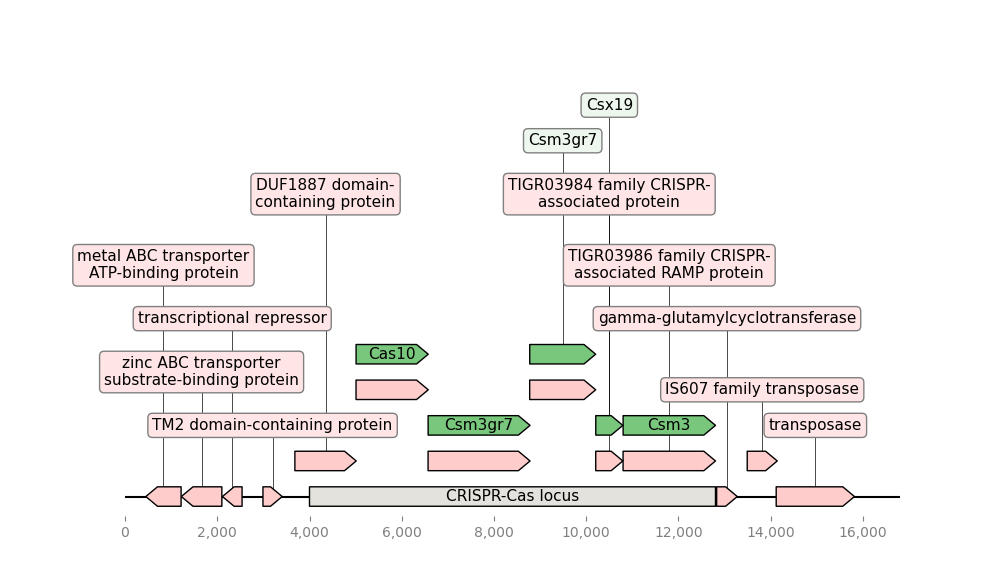 Csx19
Csm3gr7
DUF1887 domain-
containing protein
TIGR03984 family CRISPR-
associated protein
metal ABC transporter
ATP-binding protein
TIGR03986 family CRISPR-
associated RAMP protein
transcriptional repressor
gamma-glutamylcyclotransferase
Cas10
zinc ABC transporter
substrate-binding protein
IS607 family transposase
TM2 domain-containing protein
Csm3gr7
Csm3
transposase
CRISPR-Cas locus
0
2,000
4,000
6,000
8,000
10,000
12,000
14,000
16,000